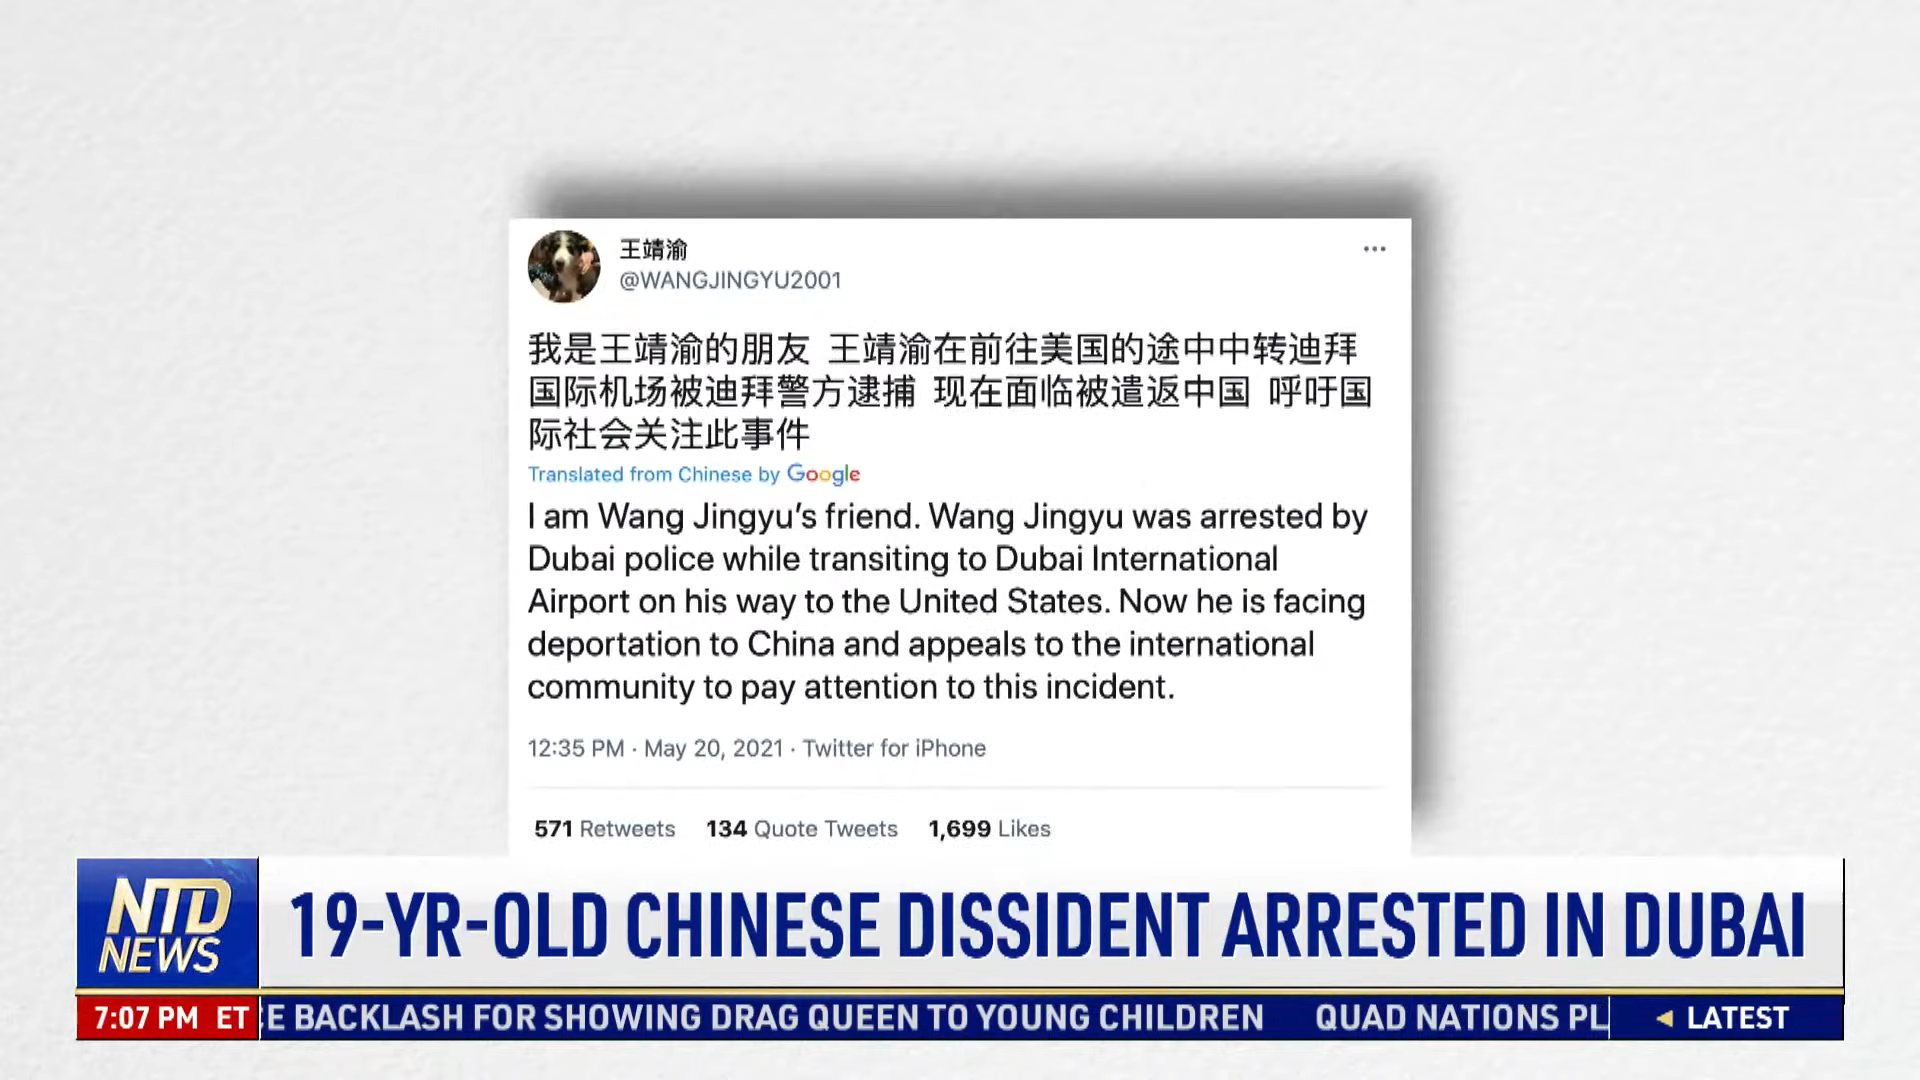 王靖渝
@WANGJINGYU2001
我是王靖渝的朋友 王靖渝在前往美国的途中中转迪拜
国际机场被迪拜警方逮捕 现在面临被遣返中国 呼吁国
际社会关注此事件
Translated from Chinese by Google
I am Wang Jingyu’s friend. Wang Jingyu was arrested by
Dubai police while transiting to Dubai International
Airport on his way to the United States. Now he is facing
deportation to China and appeals to the international
community to pay attention to this incident.
12:35 PM · May 20, 2021 · Twitter for iPhone
571 Retweets 134 Quote Tweets 1,699 Likes
NTD
NEWS
19-YR-OLD CHINESE DISSIDENT ARRESTED IN DUBAI
7:07 PM ET
E BACKLASH FOR SHOWING DRAG QUEEN TO YOUNG CHILDREN QUAD NATIONS PL
LATEST